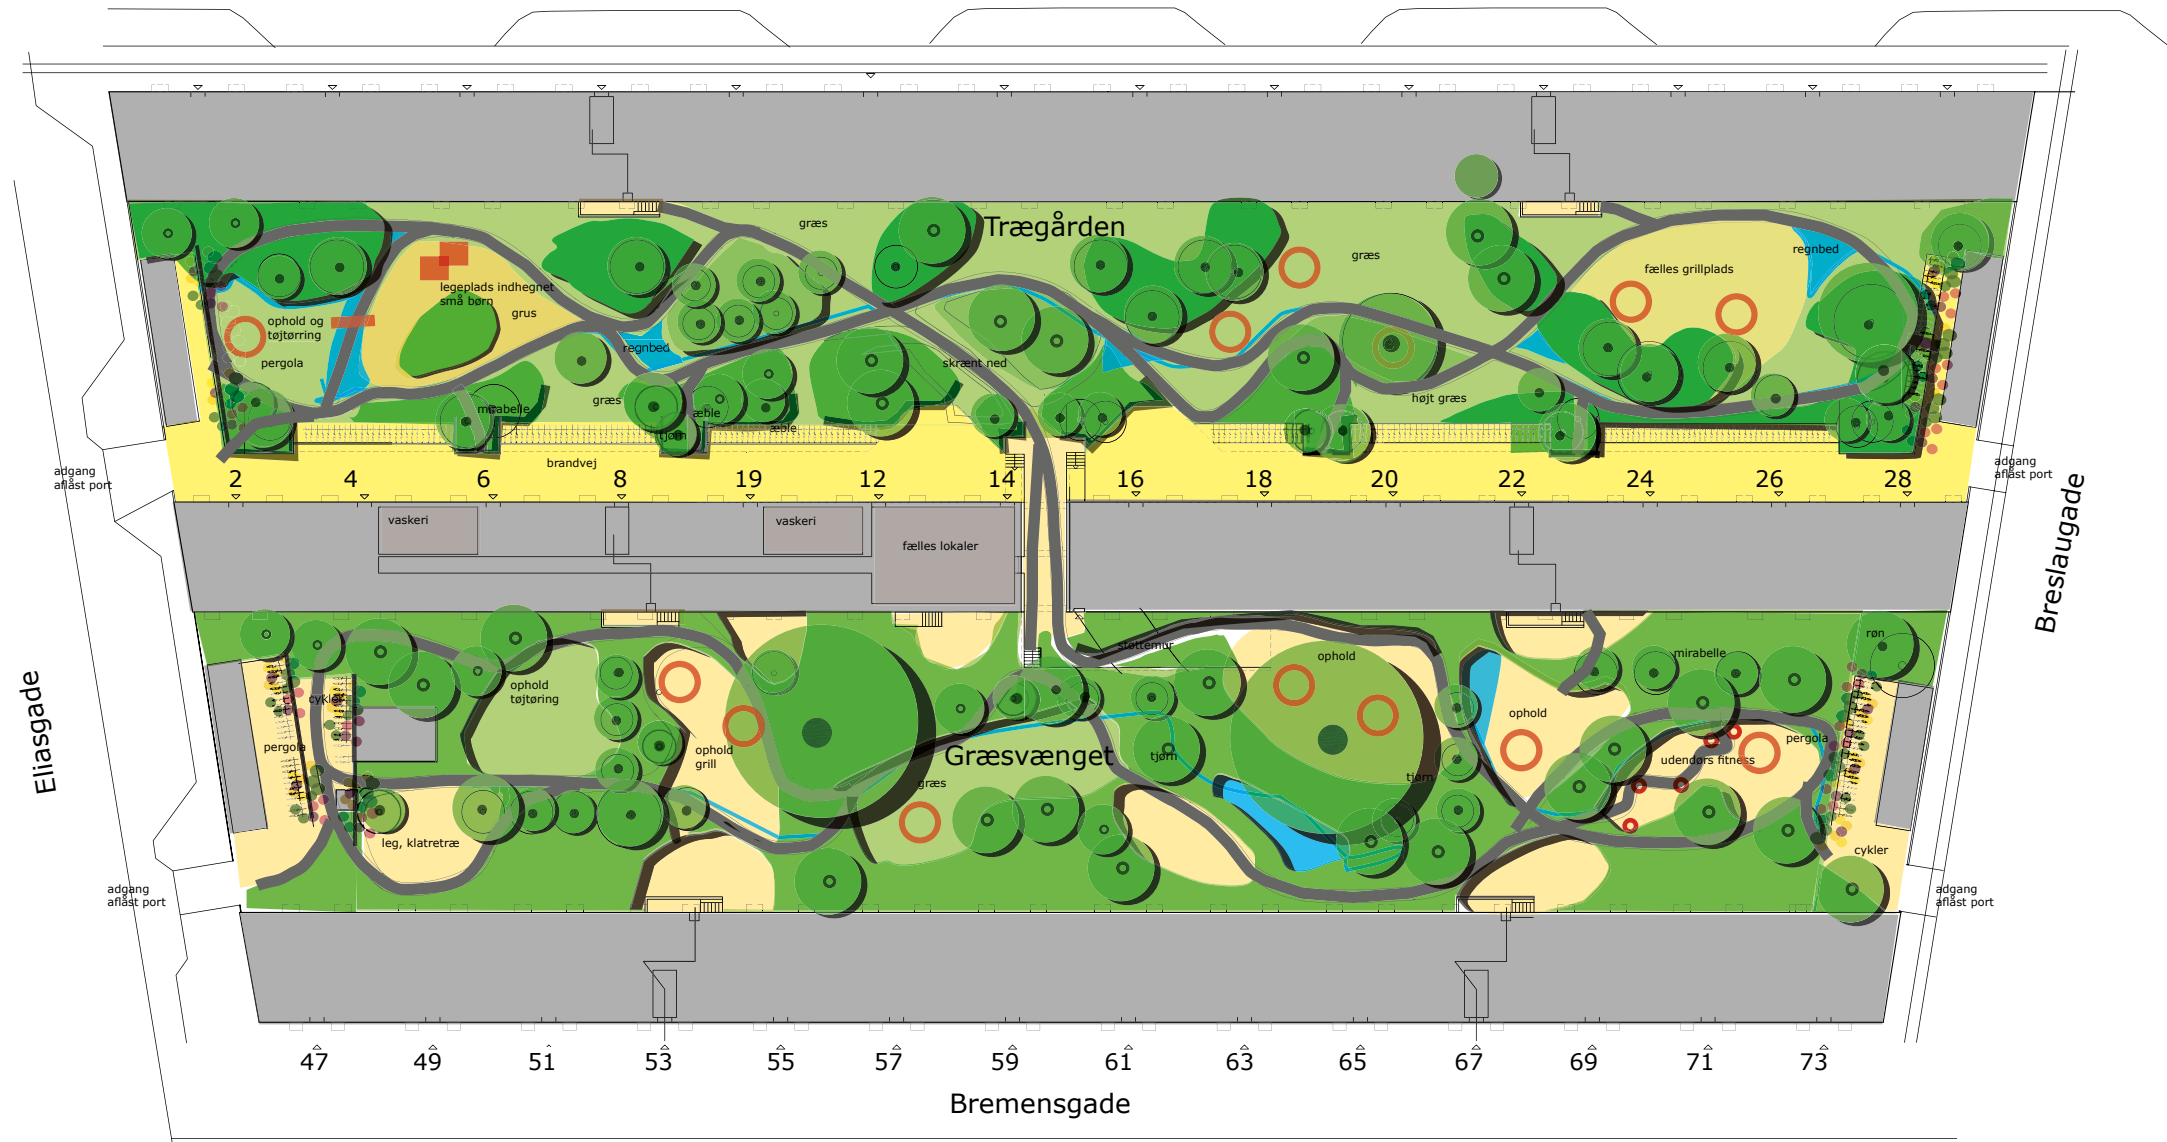 Trægården
græs
græs
regnbed
fælles grillplads
legeplads indhegnet
små børn
grus
ophold og
tøjtørring
pergola
regnbed
skrænt ned
græs
højt græs
mirabelle
æble
æble
tjørn
brandvej
adgang
aflåst port
adgang
aflåst port
2
4
6
8
19
12
14
16
18
20
22
24
26
28
vaskeri
vaskeri
fælles lokaler
Breslaugade
Eliasgade
støttemur
ophold
røn
mirabelle
cykler
ophold
tøjtøring
ophold
pergola
ophold
grill
Græsvænget
tjørn
tjørn
udendørs fitness
pergola
græs
leg, klatretræ
cykler
adgang
aflåst port
adgang
aflåst port
47
49
51
53
55
57
59
61
63
65
67
69
71
73
Bremensgade